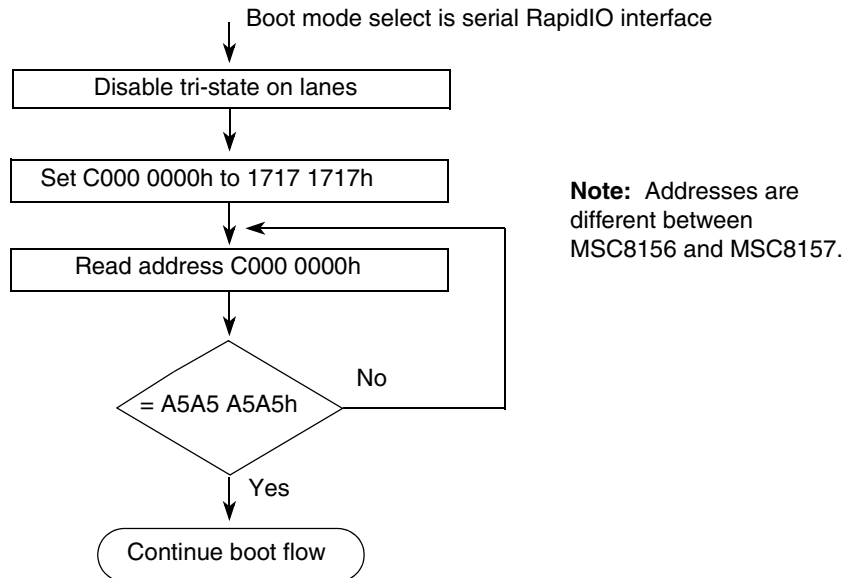 Boot mode select is serial RapidIO interface
Disable tri-state on lanes
Set C000 0000h to 1717 1717h
Read address C000 0000h
= A5A5 A5A5h
No
Yes
Continue boot flow
Note: Addresses are
different between
MSC8156 and MSC8157.